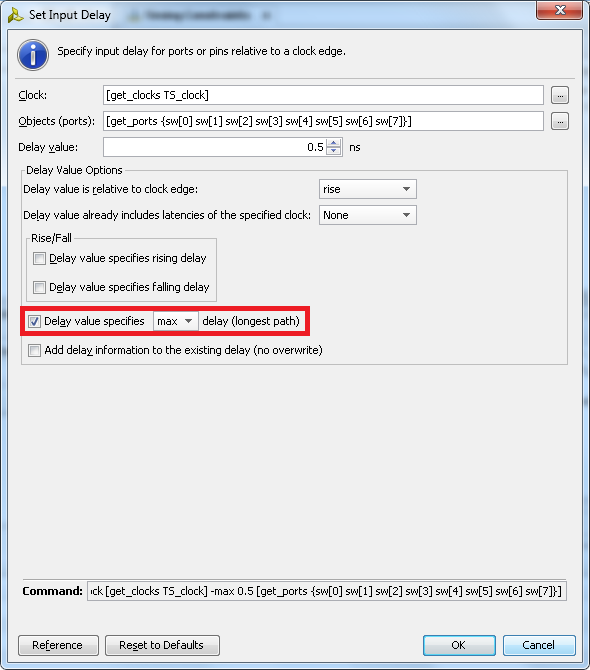 Set Input Delay
Specify input delay for ports or pins relative to a clock edge.
Clock: [get_clocks TS_clock] ...
Objects (ports): [get_ports {sw[0] sw[1] sw[2] sw[3] sw[4] sw[5] sw[6] sw[7]}] ...
Delay value: 0.5 ns
Delay Value Options
Delay value is relative to clock edge: rise
Delay value already includes latencies of the specified clock: None
Rise/Fall
Delay value specifies rising delay
Delay value specifies falling delay
Delay value specifies max delay (longest path)
Add delay information to the existing delay (no overwrite)
Command: ck [get_clocks TS_clock] -max 0.5 [get_ports {sw[0] sw[1] sw[2] sw[3] sw[4] sw[5] sw[6] sw[7]}]
Reference Reset to Defaults OK Cancel